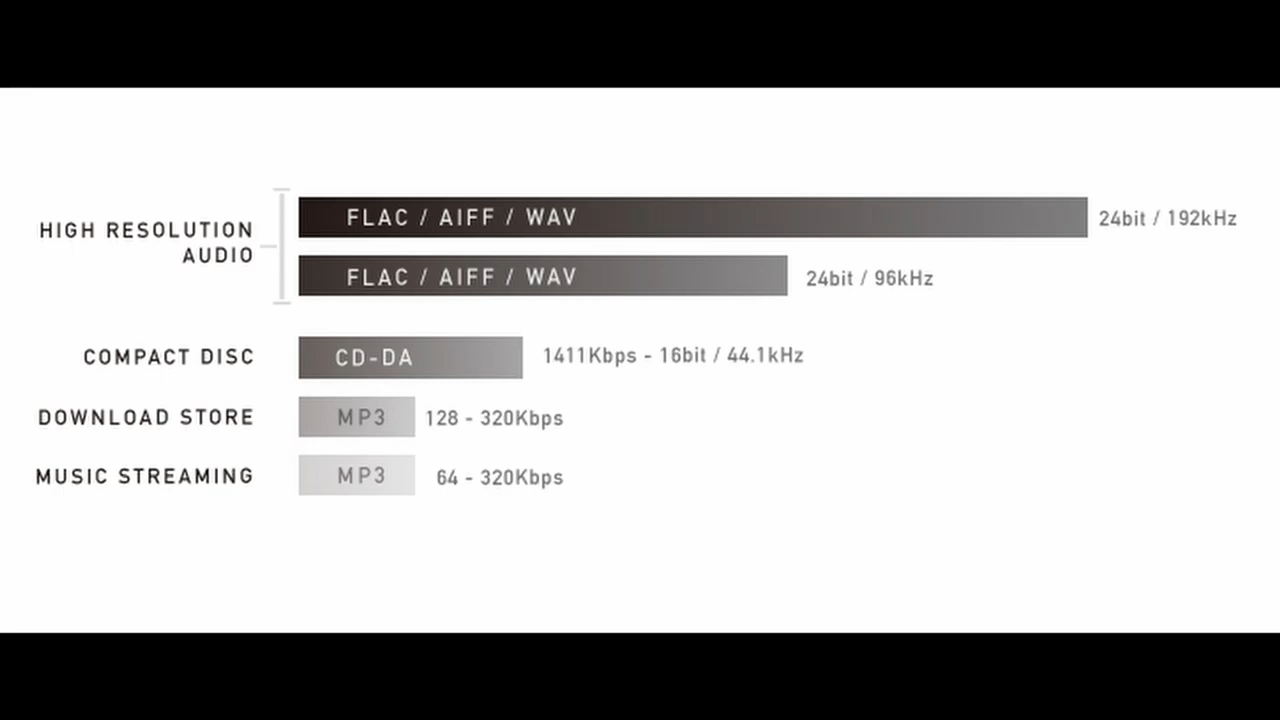 HIGH RESOLUTION
AUDIO
FLAC / AIFF / WAV
24bit / 192kHz
FLAC / AIFF / WAV
24bit / 96kHz
COMPACT DISC
CD-DA
1411Kbps - 16bit / 44.1kHz
DOWNLOAD STORE
MP3
128 - 320Kbps
MUSIC STREAMING
MP3
64 - 320Kbps